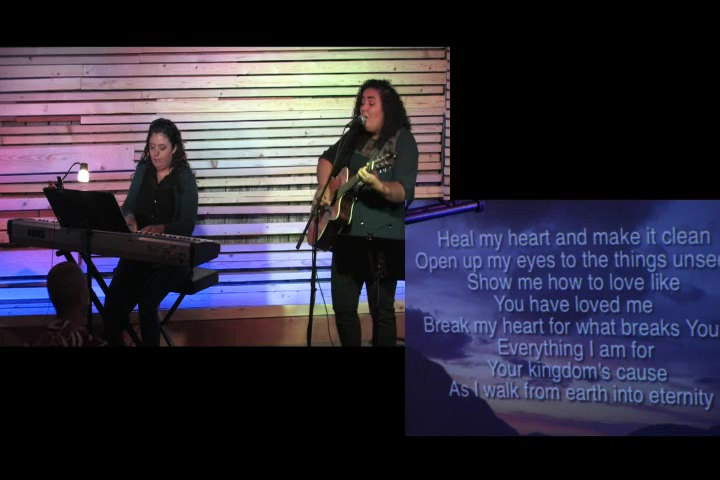 Heal my heart and make it clean
Open up my eyes to the things
Show me how to love like
You have loved me
Break my heart for what breaks
Everything I am for
Your kingdom's cause
As I walk from earth into eternity